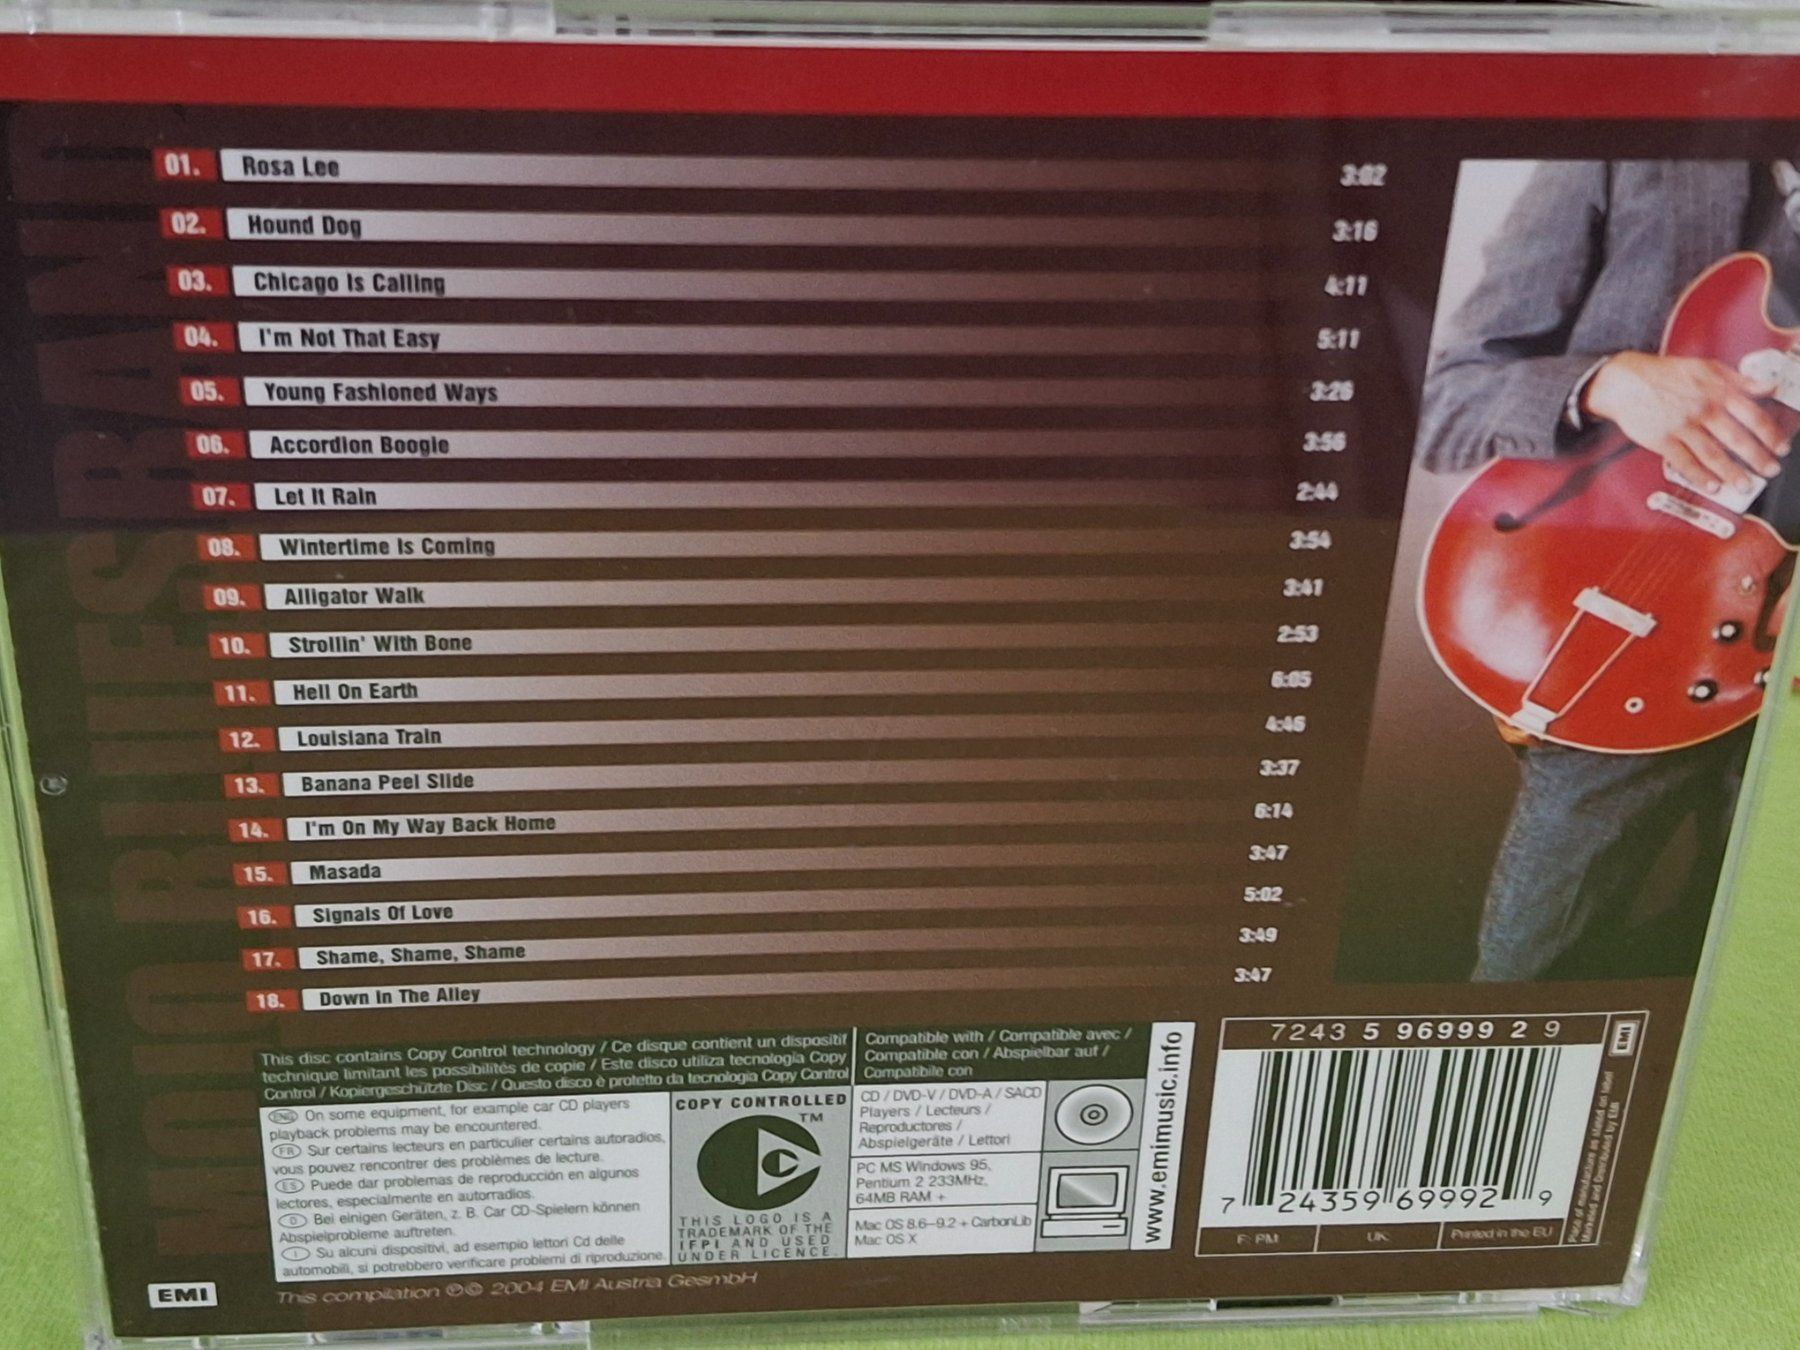 01. Rosa Lee 3:02
02. Hound Dog 3:16
03. Chicago Is Calling 4:11
04. I'm Not That Easy 5:11
05. Young Fashioned Ways 3:26
06. Accordion Boogie 3:56
07. Let It Rain 2:44
08. Wintertime Is Coming 3:54
09. Alligator Walk 3:41
10. Strollin' With Bone 2:53
11. Hell On Earth 6:05
12. Louisiana Train 4:46
13. Banana Peel Slide 3:37
14. I'm On My Way Back Home 6:14
15. Masada 3:47
16. Signals Of Love 5:02
17. Shame, Shame, Shame 3:49
18. Down In The Alley 3:47
This disc contains Copy Control technology / Ce disque contient un dispositif
technique limitant les possibilités de copie / Este disco utiliza tecnología Copy
Control / Kopiergeschützte Disc / Questo disco è protetto da tecnologia Copy Control
ENG On some equipment, for example car CD players
playback problems may be encountered.
FR Sur certains lecteurs en particulier certains autoradios,
vous pouvez rencontrer des problèmes de lecture.
ES Puede dar problemas de reproducción en algunos
lectores, especialmente en autorradios.
D Bei einigen Geräten, z. B. Car CD-Spielern können
Abspielprobleme auftreten.
I Su alcuni dispositivi, ad esempio lettori Cd delle
automobili, si potrebbero verificare problemi di riproduzione.
COPY CONTROLLED
TM
THIS LOGO IS A
TRADEMARK OF THE
IFPI AND USED
UNDER LICENCE.
Compatible with / Compatible avec /
Compatible con / Abspielbar auf /
Compatibile con
CD / DVD-V / DVD-A / SACD
Players / Lecteurs /
Reproductores /
Abspielgeräte / Lettori
PC MS Windows 95,
Pentium 2 233MHz,
64MB RAM +
Mac OS 8.6-9.2 + CarbonLib
Mac OS X
www.emimusic.info
7243 5 96999 2 9
EMI
7 24359 69992 9
F: PM
UK:
Printed in the EU
Place of manufacture as stated on label
Marketed and Distributed by EMI
EMI
This compilation ℗© 2004 EMI Austria GesmbH